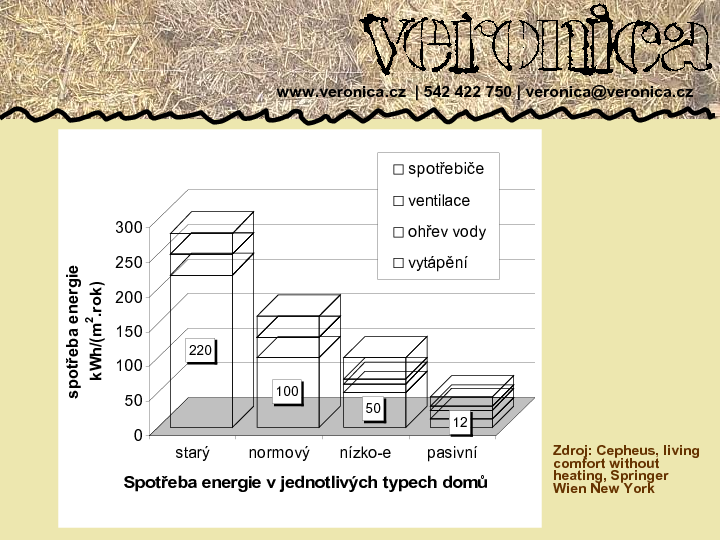 veronica
www.veronica.cz | 542 422 750 | veronica@veronica.cz
spotřebiče
ventilace
ohřev vody
vytápění
spotřeba energie
kWh/(m².rok)
300
250
200
150
100
50
0
220
100
50
12
starý normový nízko-e pasivní
Spotřeba energie v jednotlivých typech domů
Zdroj: Cepheus, living
comfort without
heating, Springer
Wien New York